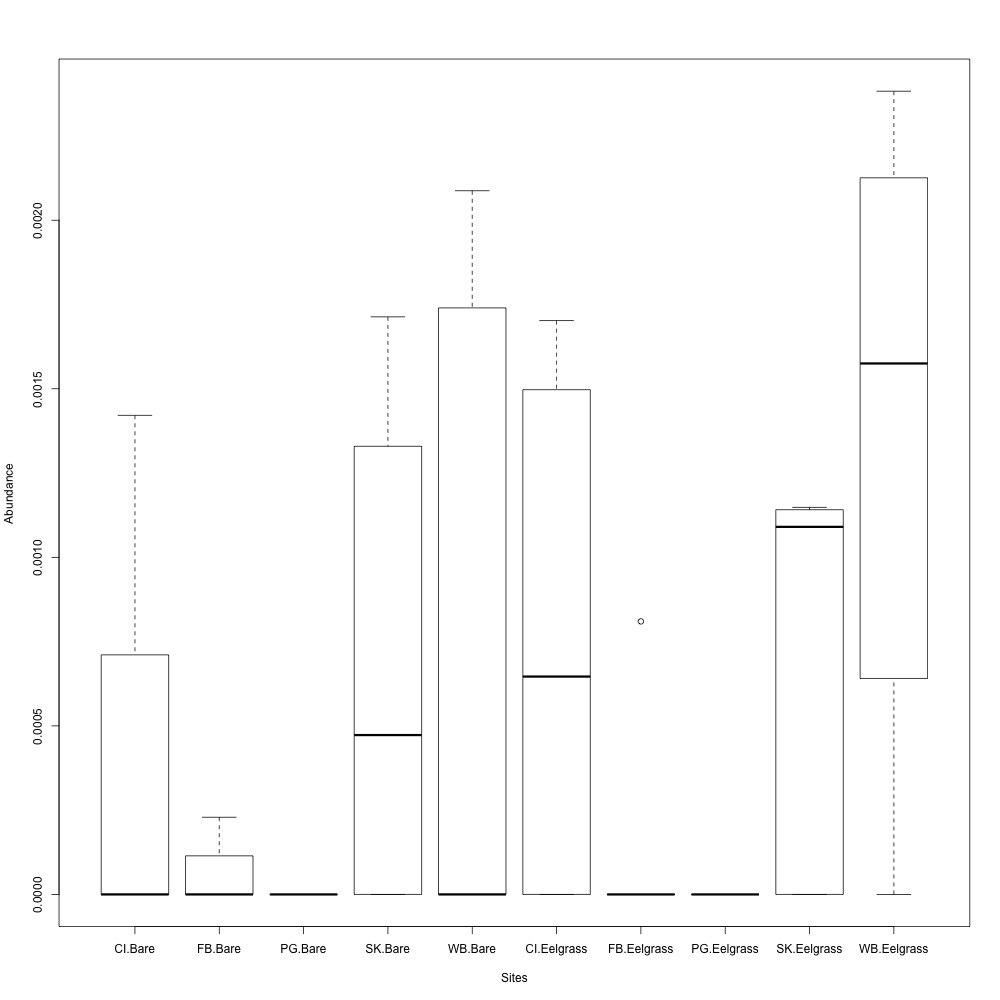 Abundance
0.0020
0.0015
0.0010
0.0005
0.0000
CI.Bare FB.Bare PG.Bare SK.Bare WB.Bare CI.Eelgrass FB.Eelgrass PG.Eelgrass SK.Eelgrass WB.Eelgrass
Sites